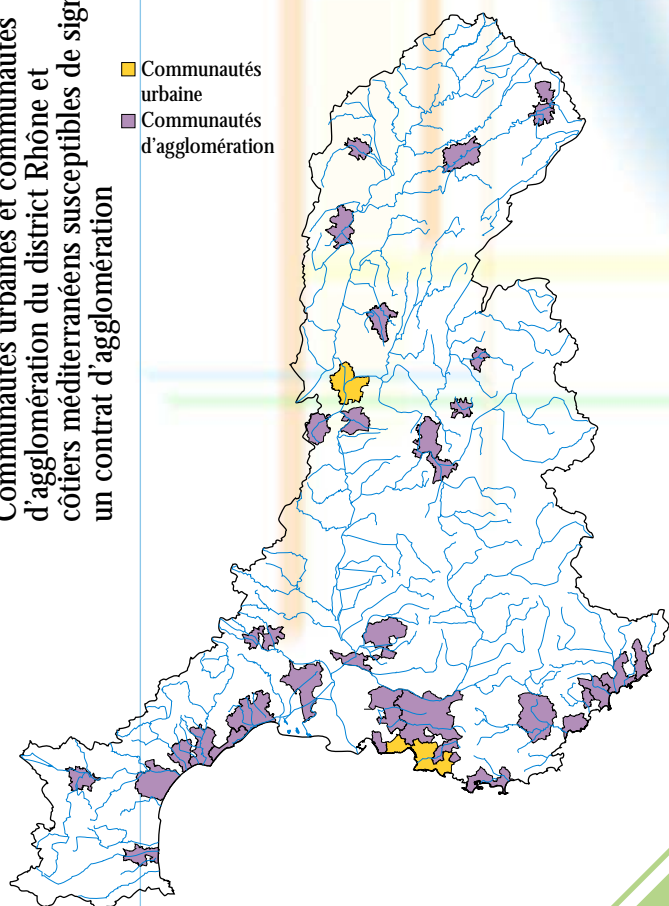 Communautés urbaines et communautés
d'agglomération du district Rhône et
côtiers méditerranéens susceptibles de
un contrat d'agglomération
Communautés
urbaine
Communautés
d'agglomération